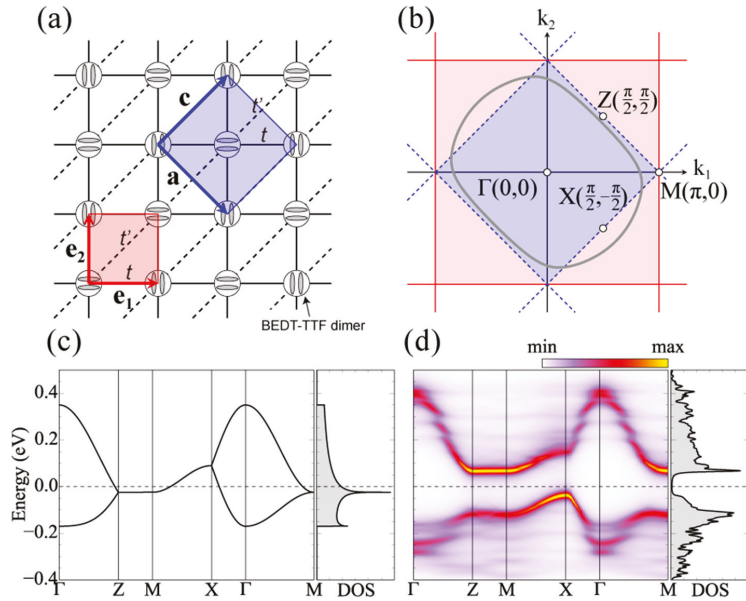 (a)
c
t'
t
a
t'
e2
t
e1
BEDT-TTF dimer
(b)
k2
Z(π/2,π/2)
k1
Γ(0,0)
X(π/2,-π/2)
M(π,0)
(c)
Energy (eV)
0.4
0.2
0.0
−0.2
−0.4
Γ Z M X Γ M DOS
(d)
min max
Γ Z M X Γ M DOS